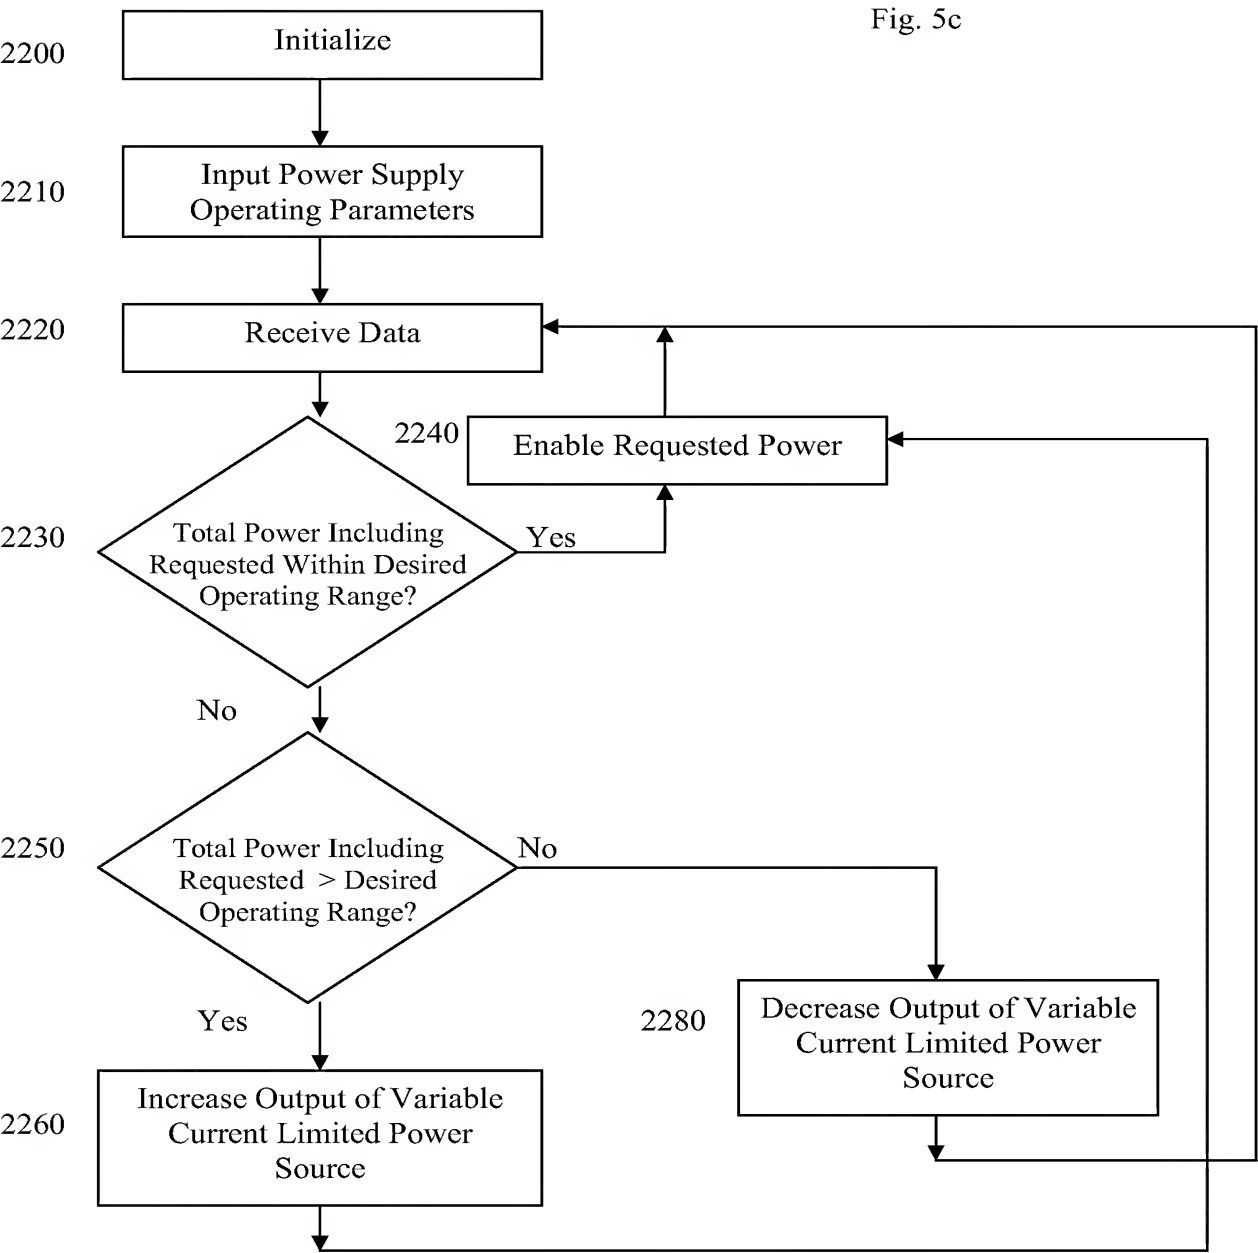 Fig. 5c
2200
Initialize
2210
Input Power Supply
Operating Parameters
2220
Receive Data
2240
Enable Requested Power
2230
Total Power Including
Requested Within Desired
Operating Range?
Yes
No
2250
Total Power Including
Requested > Desired
Operating Range?
No
Yes
2280
Decrease Output of Variable
Current Limited Power
Source
2260
Increase Output of Variable
Current Limited Power
Source